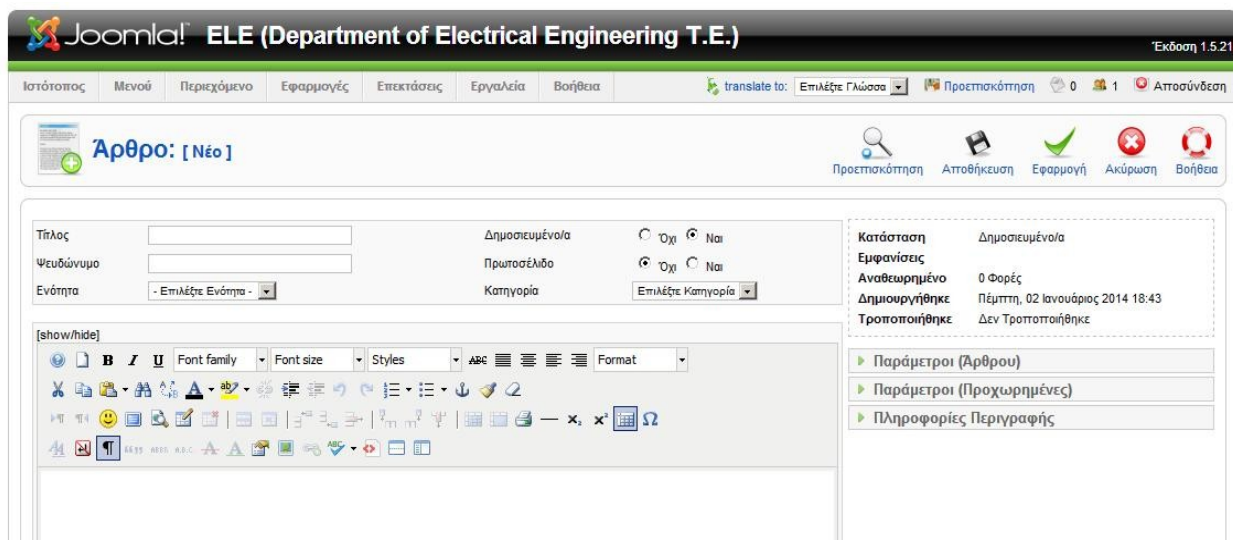 Joomla! ELE (Department of Electrical Engineering T.E.)
Έκδοση 1.5.21
Ιστότοπος Μενού Περιεχόμενο Εφαρμογές Επεκτάσεις Εργαλεία Βοήθεια translate to: Επιλέξτε Γλώσσα Προεπισκόπηση 0 1 Αποσύνδεση
Άρθρο: [ Νέο ]
Προεπισκόπηση Αποθήκευση Εφαρμογή Ακύρωση Βοήθεια
Τίτλος Δημοσιευμένο/α Όχι Ναι
Ψευδώνυμο Πρωτοσέλιδο Όχι Ναι
Ενότητα - Επιλέξτε Ενότητα - Κατηγορία Επιλέξτε Κατηγορία
Κατάσταση Δημοσιευμένο/α
Εμφανίσεις
Αναθεωρημένο 0 Φορές
Δημιουργήθηκε Πέμπτη, 02 Ιανουάριος 2014 18:43
Τροποποιήθηκε Δεν Τροποποιήθηκε
[show/hide]
B I U Font family Font size Styles ABC Format
Παράμετροι (Άρθρου)
Παράμετροι (Προχωρημένες)
Πληροφορίες Περιγραφής